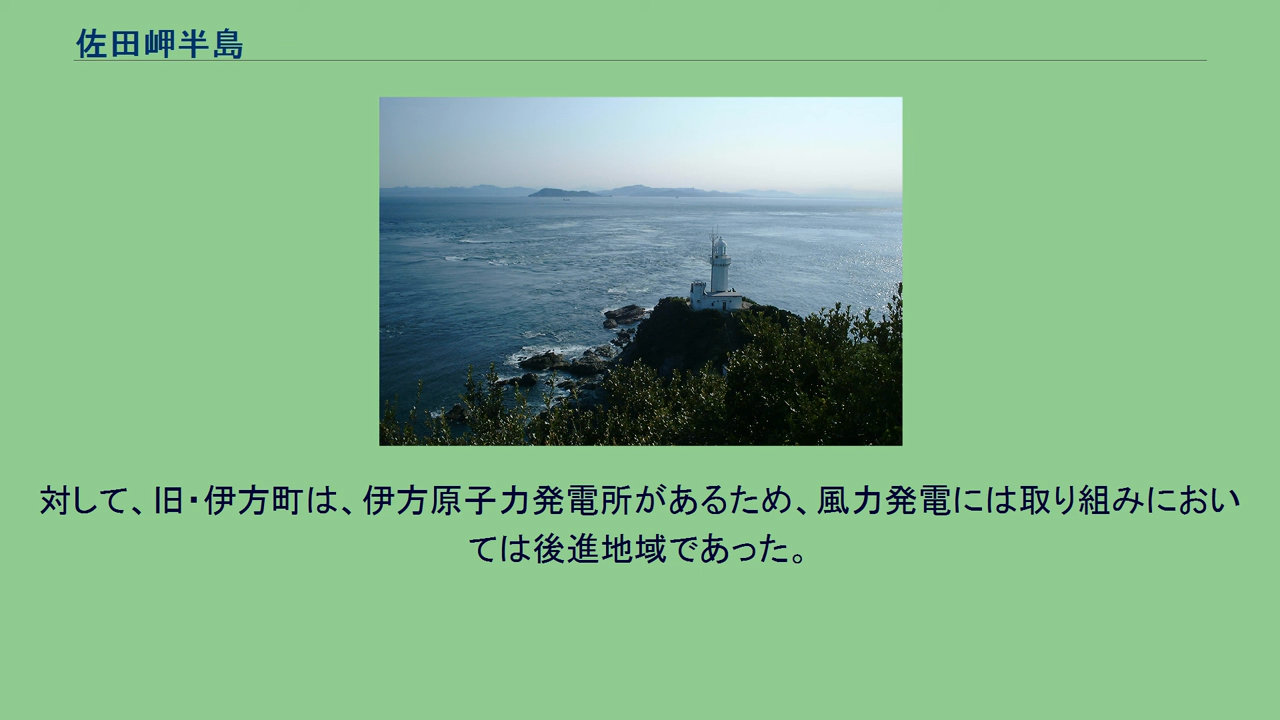 佐田岬半島
対して、旧・伊方町は、伊方原子力発電所があるため、風力発電には取り組みにおい
ては後進地域であった。